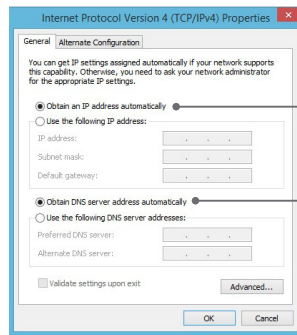 Internet Protocol Version 4 (TCP/IPv4) Properties
General
Alternate Configuration
You can get IP settings assigned automatically if your network supports
this capability. Otherwise, you need to ask your network administrator
for the appropriate IP settings.
Obtain an IP address automatically
Use the following IP address:
IP address:
Subnet mask:
Default gateway:
Obtain DNS server address automatically
Use the following DNS server addresses:
Preferred DNS server:
Alternate DNS server:
Validate settings upon exit
Advanced...
OK
Cancel